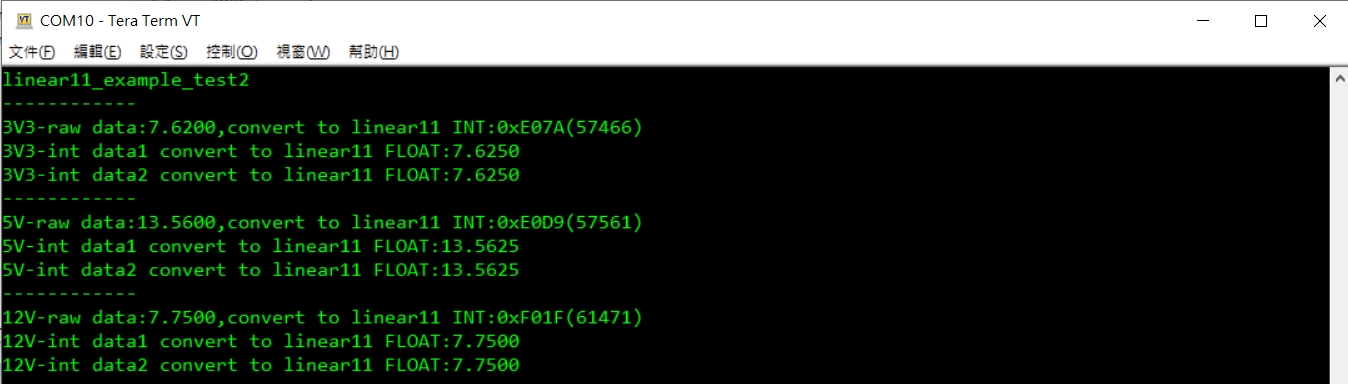 COM10 - Tera Term VT
文件(F) 編輯(E) 設定(S) 控制(O) 視窗(W) 幫助(H)
linear11_example_test2
------------
3V3-raw data:7.6200,convert to linear11 INT:0xE07A(57466)
3V3-int data1 convert to linear11 FLOAT:7.6250
3V3-int data2 convert to linear11 FLOAT:7.6250
------------
5V-raw data:13.5600,convert to linear11 INT:0xE0D9(57561)
5V-int data1 convert to linear11 FLOAT:13.5625
5V-int data2 convert to linear11 FLOAT:13.5625
------------
12V-raw data:7.7500,convert to linear11 INT:0xF01F(61471)
12V-int data1 convert to linear11 FLOAT:7.7500
12V-int data2 convert to linear11 FLOAT:7.7500